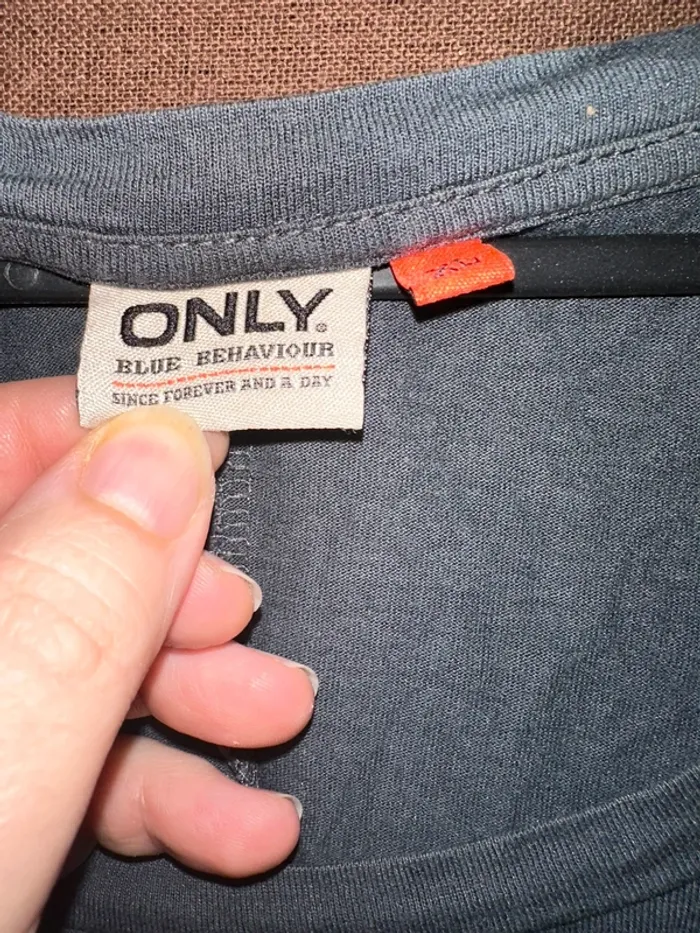 ONLY®
BLUE BEHAVIOUR
SINCE FOREVER AND A DAY